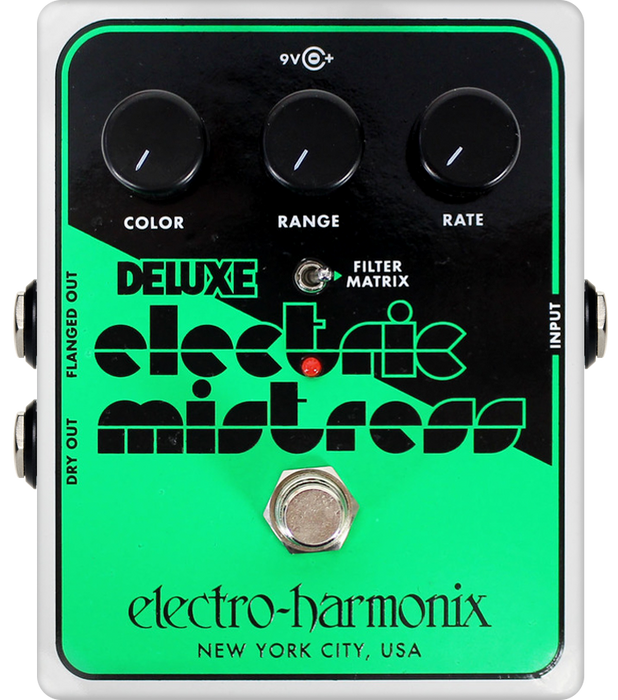 9V +
COLOR RANGE RATE
DELUXE
FILTER
MATRIX
electric
mistress
FLANGED OUT
DRY OUT
INPUT
electro-harmonix
NEW YORK CITY, USA